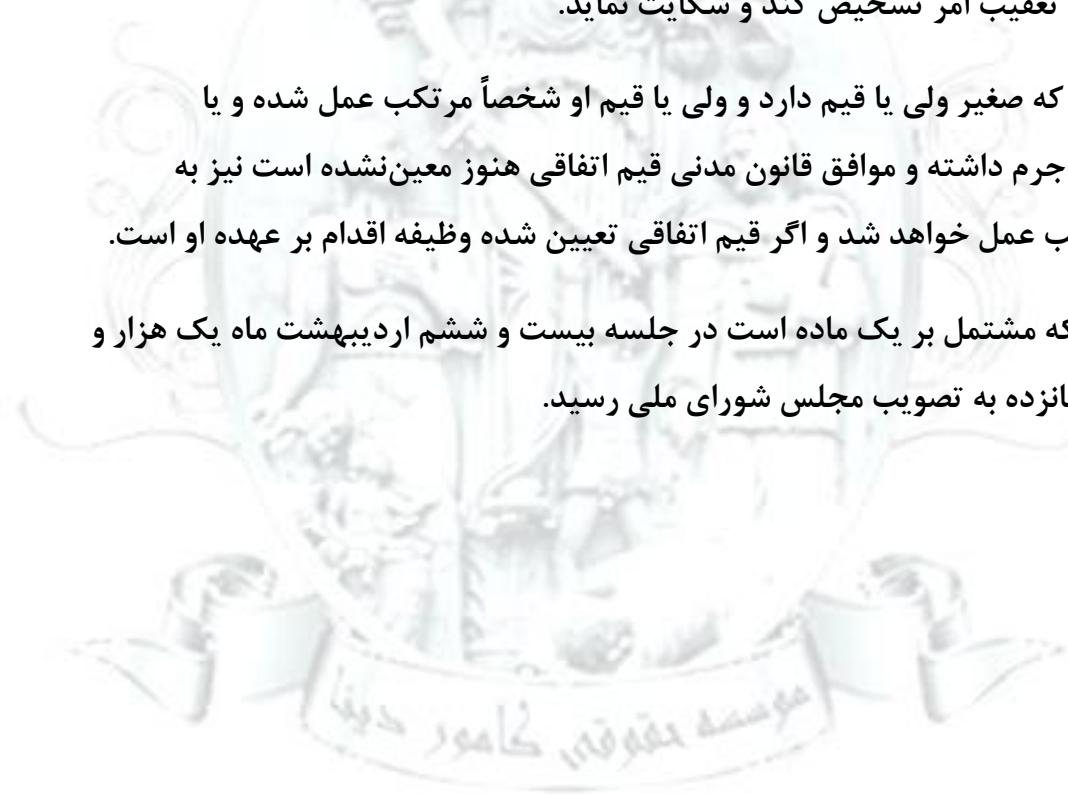 تعقیب امر تشخیص کند و شکایت نماید.
که صغیر ولی یا قیم دارد و ولی یا قیم او شخصاً مرتکب عمل شده و یا
جرم داشته و موافق قانون مدنی قیم اتفاقی هنوز معین‌نشده است نیز به
ب عمل خواهد شد و اگر قیم اتفاقی تعیین شده وظیفه اقدام بر عهده او است.
که مشتمل بر یک ماده است در جلسه بیست و ششم اردیبهشت ماه یک هزار و
انزده به تصویب مجلس شورای ملی رسید.
موسسه حقوقی کامور دیفا